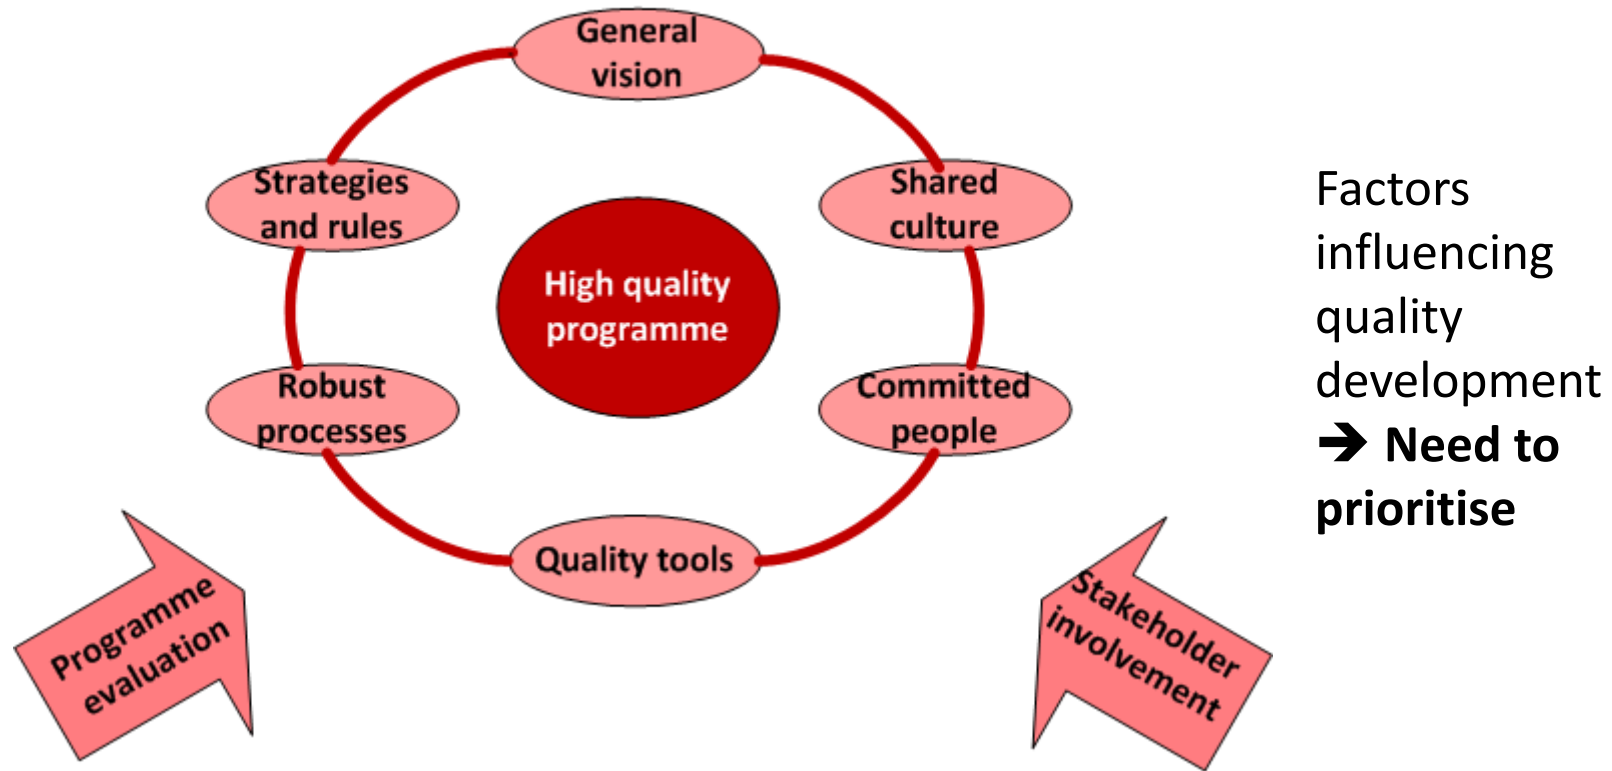 General
vision
Strategies
and rules
Shared
culture
High quality
programme
Robust
processes
Committed
people
Quality tools
Programme
evaluation
Stakeholder
involvement
Factors
influencing
quality
development
➔ Need to
prioritise